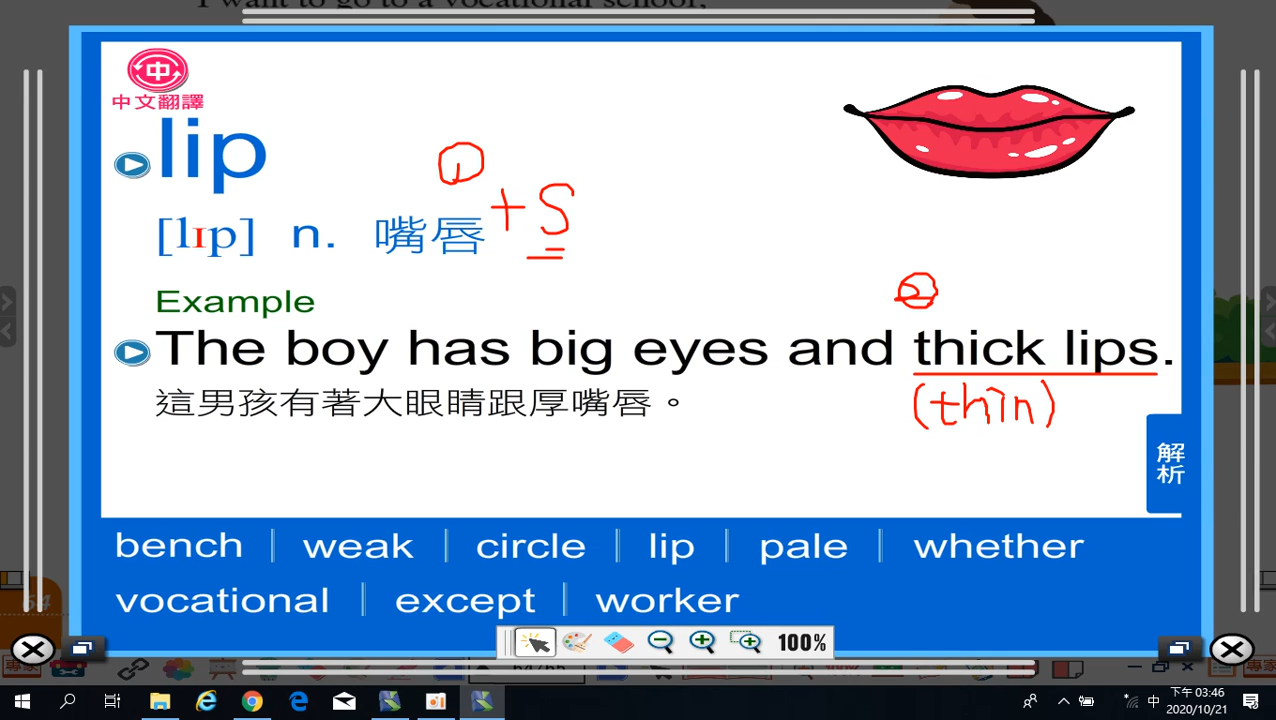 I want to go to a vocational school,
中
中文翻譯
lip
1
[lɪp] n. 嘴唇 +S
Example
2
The boy has big eyes and thick lips.
這男孩有著大眼睛跟厚嘴唇。
(thin)
解析
bench weak circle lip pale whether
vocational except worker
100%
64/65
中
下午 03:46
2020/10/21